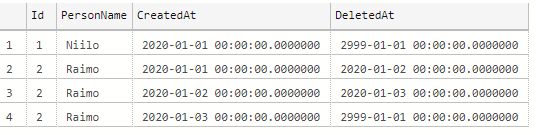 Id PersonName CreatedAt DeletedAt
1 1 Niilo 2020-01-01 00:00:00.0000000 2999-01-01 00:00:00.0000000
2 2 Raimo 2020-01-01 00:00:00.0000000 2020-01-02 00:00:00.0000000
3 2 Raimo 2020-01-02 00:00:00.0000000 2020-01-03 00:00:00.0000000
4 2 Raimo 2020-01-03 00:00:00.0000000 2999-01-01 00:00:00.0000000